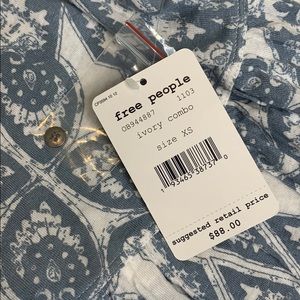 free people
08944887 1103
ivory combo
size XS
suggested retail price
$88.00